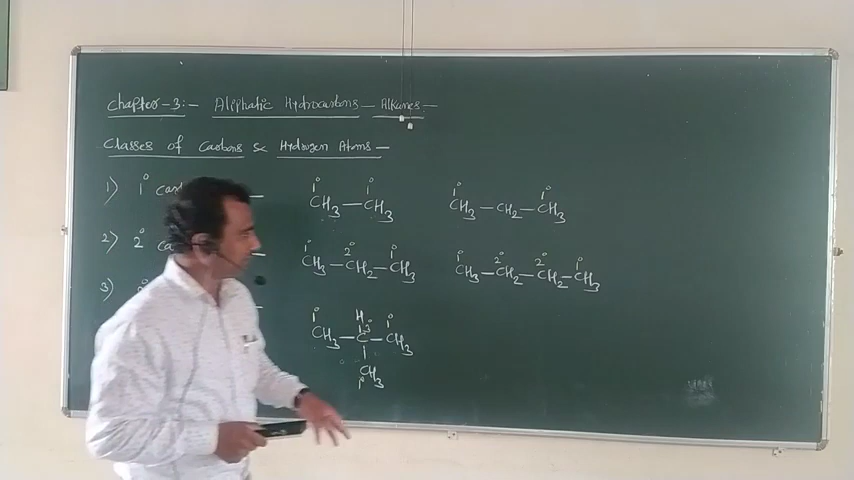 Chapter-3:- Aliphatic Hydrocarbons - Alkanes -
Classes of Carbons & Hydrogen Atoms -
1) 1° - 1° 1° CH3 - CH3 1° 1° CH3 - CH2 - CH3
2) 2° - 1° 2° 1° CH3 - CH2 - CH3 1° 2° 2° 1° CH3 - CH2 - CH2 - CH3
3) - 1° H 3° 1° CH3 - C - CH3
CH3
1°